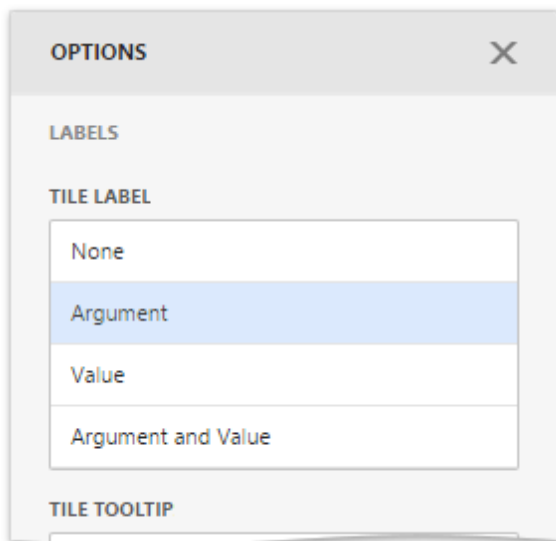 OPTIONS
LABELS
TILE LABEL
None
Argument
Value
Argument and Value
TILE TOOLTIP